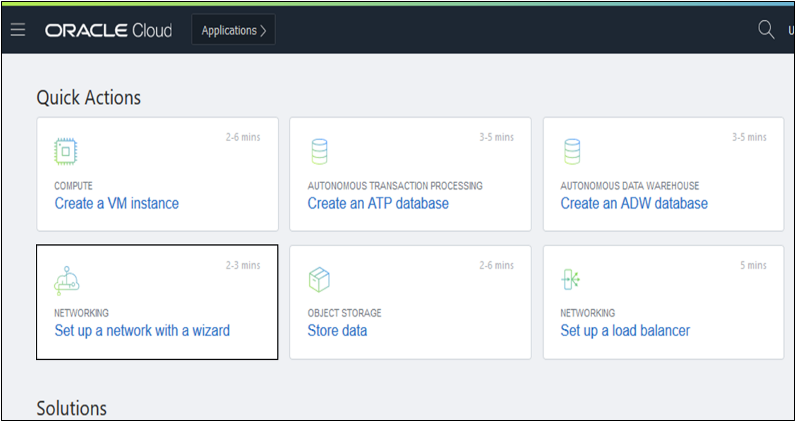 ORACLE Cloud
Applications >
U
Quick Actions
2-6 mins
COMPUTE
Create a VM instance
3-5 mins
AUTONOMOUS TRANSACTION PROCESSING
Create an ATP database
3-5 mins
AUTONOMOUS DATA WAREHOUSE
Create an ADW database
2-3 mins
NETWORKING
Set up a network with a wizard
2-6 mins
OBJECT STORAGE
Store data
5 mins
NETWORKING
Set up a load balancer
Solutions